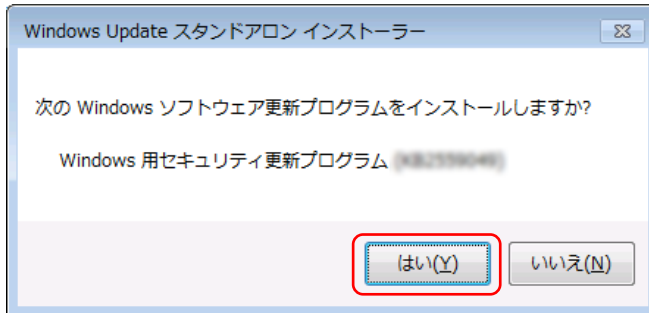 Windows Update スタンドアロン インストーラー
次の Windows ソフトウェア更新プログラムをインストールしますか?
Windows 用セキュリティ更新プログラム
はい(Y) いいえ(N)